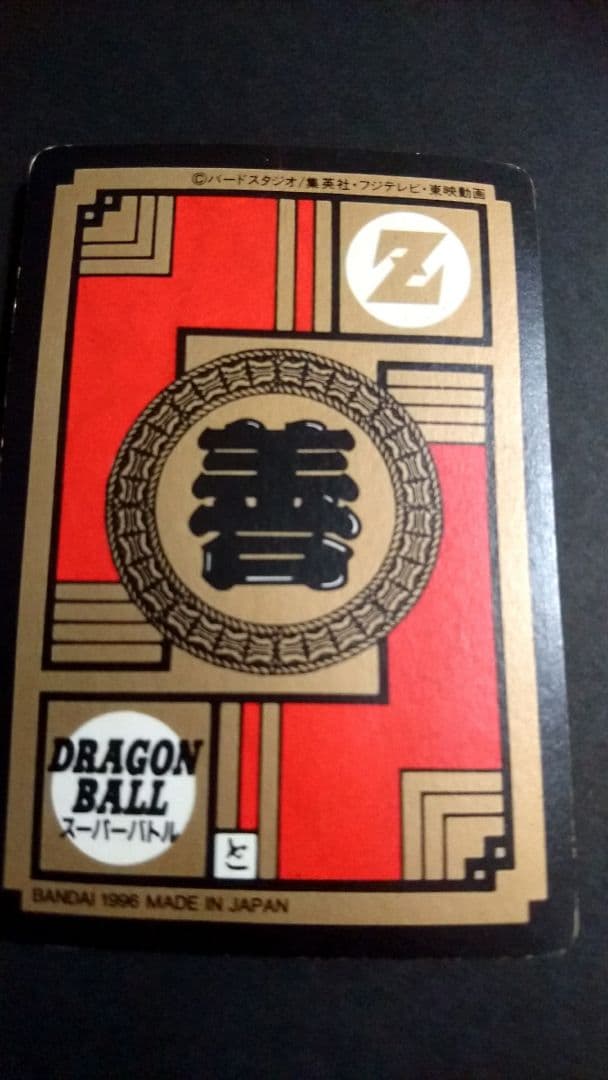 ©バードスタジオ/集英社・フジテレビ・東映動画
Z
善
DRAGON
BALL
スーパーバトル
と
BANDAI 1996 MADE IN JAPAN